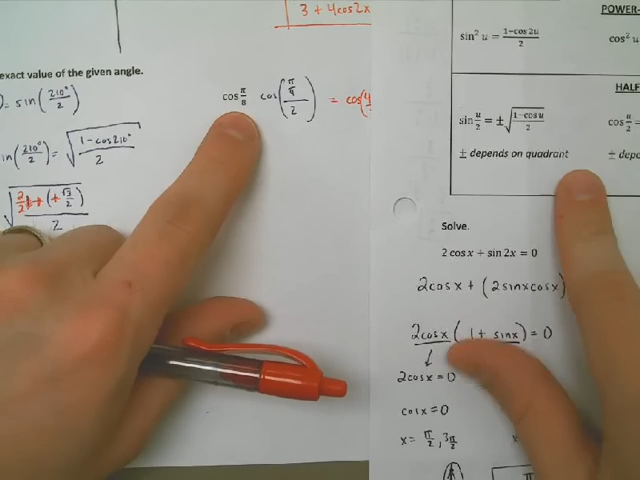 3 + 4cos2x
exact value of the given angle.
= sin(210°/2)
cos π/8 cos((π/4)/2) = cos(
in(210°/2) = √((1-cos210°)/2)
2
POWER-
sin² u = (1-cos 2u)/2 cos² u
HALF
sin u/2 = ±√((1-cos u)/2) cos u/2 =
± depends on quadrant ± depe
Solve.
2 cos x + sin 2x = 0
2cosx + (2sinxcosx)
2cosx (1 + sinx) = 0
2cosx = 0
cosx = 0
x = π/2, 3π/2 x